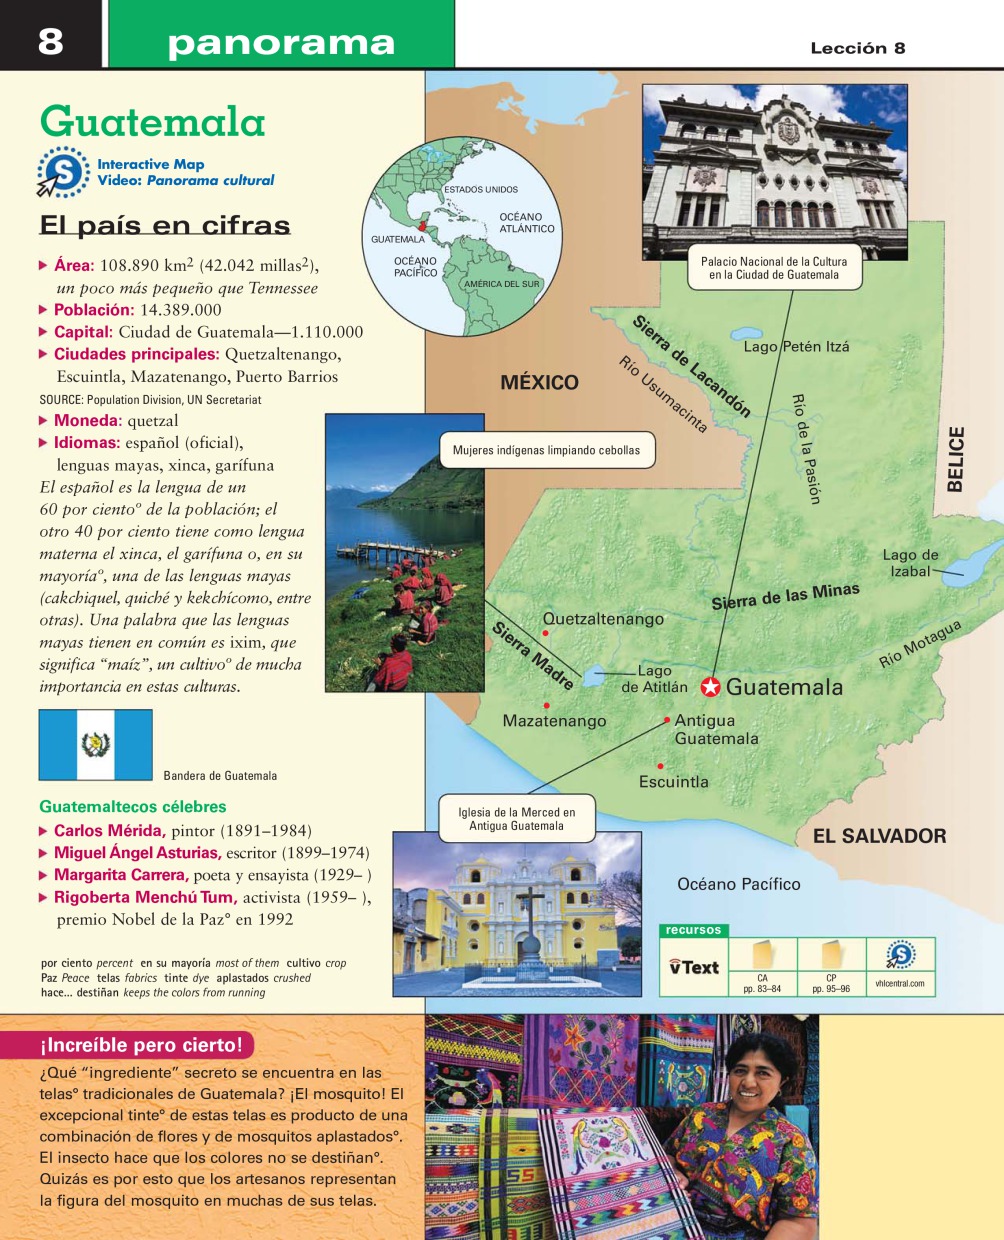 8
panorama
Lección 8
Guatemala
S
Interactive Map
Video: Panorama cultural
El país en cifras
▶ Área: 108.890 km² (42.042 millas²),
un poco más pequeño que Tennessee
▶ Población: 14.389.000
▶ Capital: Ciudad de Guatemala—1.110.000
▶ Ciudades principales: Quetzaltenango,
Escuintla, Mazatenango, Puerto Barrios
SOURCE: Population Division, UN Secretariat
▶ Moneda: quetzal
▶ Idiomas: español (oficial),
lenguas mayas, xinca, garífuna
El español es la lengua de un
60 por ciento° de la población; el
otro 40 por ciento tiene como lengua
materna el xinca, el garífuna o, en su
mayoría°, una de las lenguas mayas
(cakchiquel, quiché y kekchícomo, entre
otras). Una palabra que las lenguas
mayas tienen en común es ixim, que
significa “maíz”, un cultivo° de mucha
importancia en estas culturas.
Bandera de Guatemala
Guatemaltecos célebres
▶ Carlos Mérida, pintor (1891–1984)
▶ Miguel Ángel Asturias, escritor (1899–1974)
▶ Margarita Carrera, poeta y ensayista (1929– )
▶ Rigoberta Menchú Tum, activista (1959– ),
premio Nobel de la Paz° en 1992
por ciento percent en su mayoría most of them cultivo crop
Paz Peace telas fabrics tinte dye aplastados crushed
hace... destiñan keeps the colors from running
ESTADOS UNIDOS
OCÉANO
ATLÁNTICO
GUATEMALA
OCÉANO
PACÍFICO
AMÉRICA DEL SUR
Palacio Nacional de la Cultura
en la Ciudad de Guatemala
Sierra de Lacandón
Lago Petén Itzá
MÉXICO
Río Usumacinta
Río de la Pasión
BELICE
Mujeres indígenas limpiando cebollas
Lago de
Izabal
Sierra de las Minas
Quetzaltenango
Sierra Madre
Río Motagua
Lago
de Atitlán
Guatemala
Mazatenango
Antigua
Guatemala
Escuintla
Iglesia de la Merced en
Antigua Guatemala
EL SALVADOR
Océano Pacífico
recursos
vText
CA
pp. 83–84
CP
pp. 95–96
S
vhlcentral.com
¡Increíble pero cierto!
¿Qué “ingrediente” secreto se encuentra en las
telas° tradicionales de Guatemala? ¡El mosquito! El
excepcional tinte° de estas telas es producto de una
combinación de flores y de mosquitos aplastados°.
El insecto hace que los colores no se destiñan°.
Quizás es por esto que los artesanos representan
la figura del mosquito en muchas de sus telas.